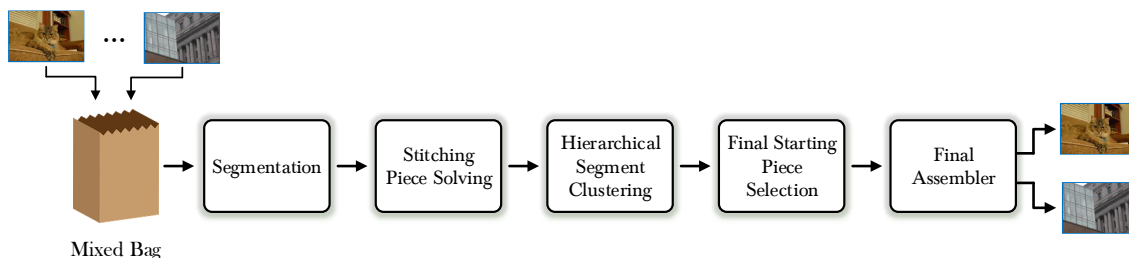 ...
Segmentation
Stitching
Piece Solving
Hierarchical
Segment
Clustering
Final Starting
Piece
Selection
Final
Assembler
Mixed Bag